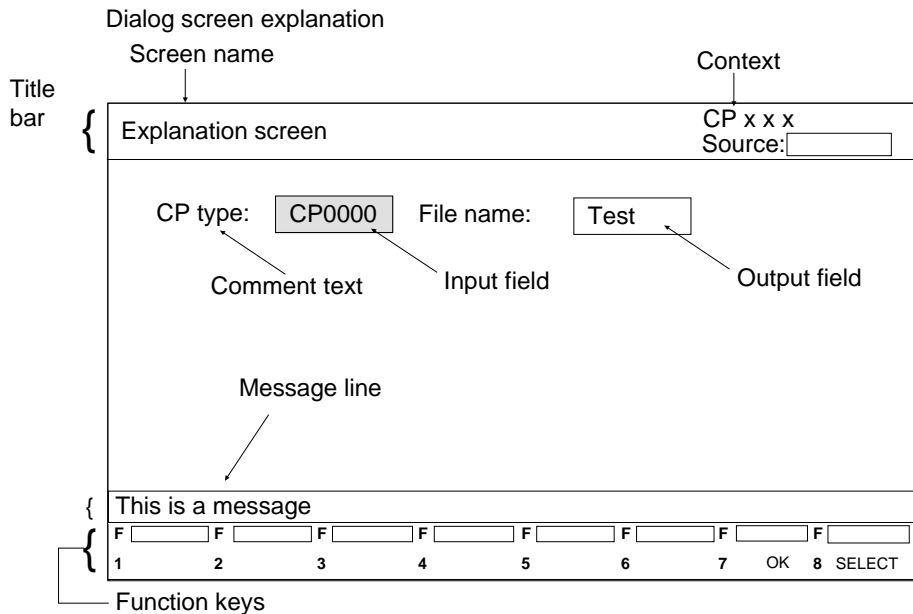 Dialog screen explanation
Screen name
Context
Title
bar
{
Explanation screen
CP x x x
Source:
CP type: CP0000 File name: Test
Comment text
Input field
Output field
Message line
{ This is a message
{ F F F F F F F F
1 2 3 4 5 6 7 OK 8 SELECT
Function keys